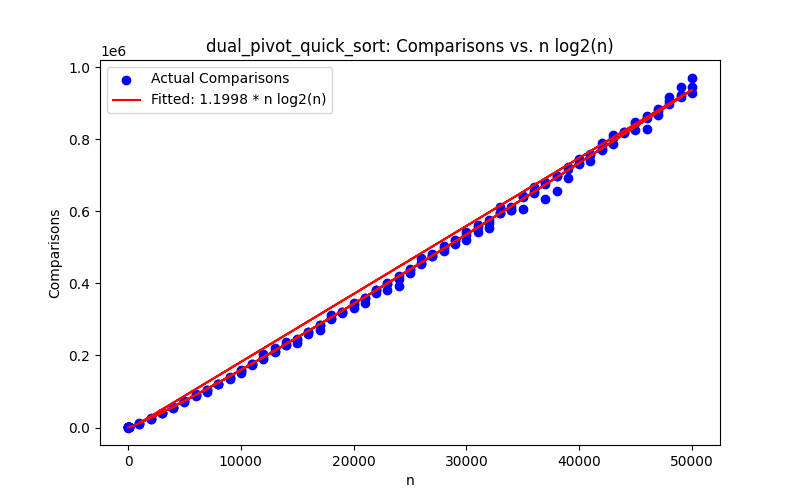 dual_pivot_quick_sort: Comparisons vs. n log2(n)
1e6
Actual Comparisons
Fitted: 1.1998 * n log2(n)
1.0
0.8
0.6
0.4
0.2
0.0
Comparisons
0 10000 20000 30000 40000 50000
n